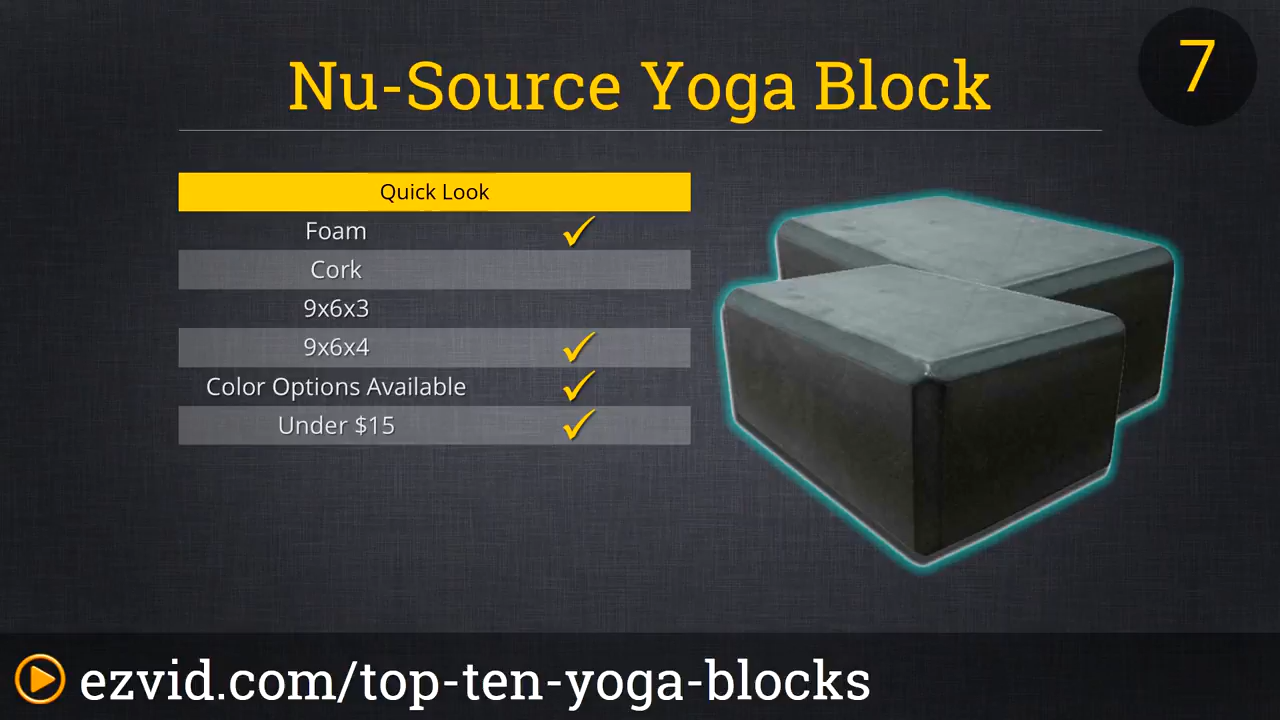 7
Nu-Source Yoga Block
Quick Look
Foam ✓
Cork
9x6x3
9x6x4 ✓
Color Options Available ✓
Under $15 ✓
ezvid.com/top-ten-yoga-blocks